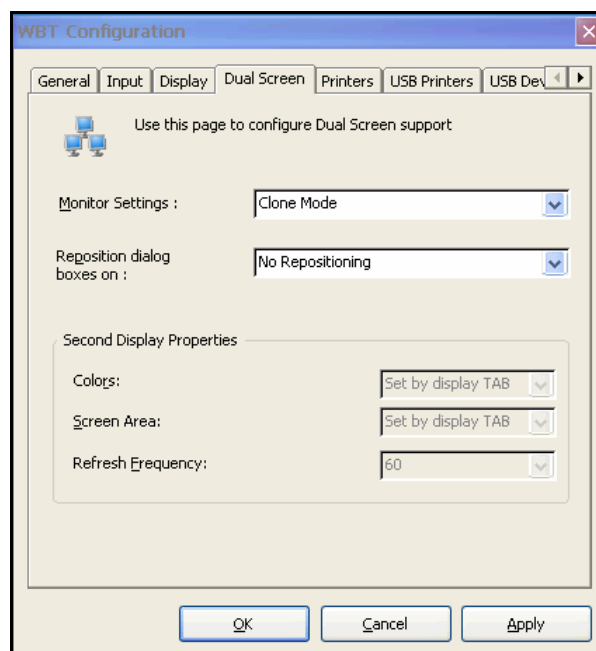 WBT Configuration
General Input Display Dual Screen Printers USB Printers USB Dev
Use this page to configure Dual Screen support
Monitor Settings : Clone Mode
Reposition dialog
boxes on : No Repositioning
Second Display Properties
Colors: Set by display TAB
Screen Area: Set by display TAB
Refresh Frequency: 60
OK Cancel Apply